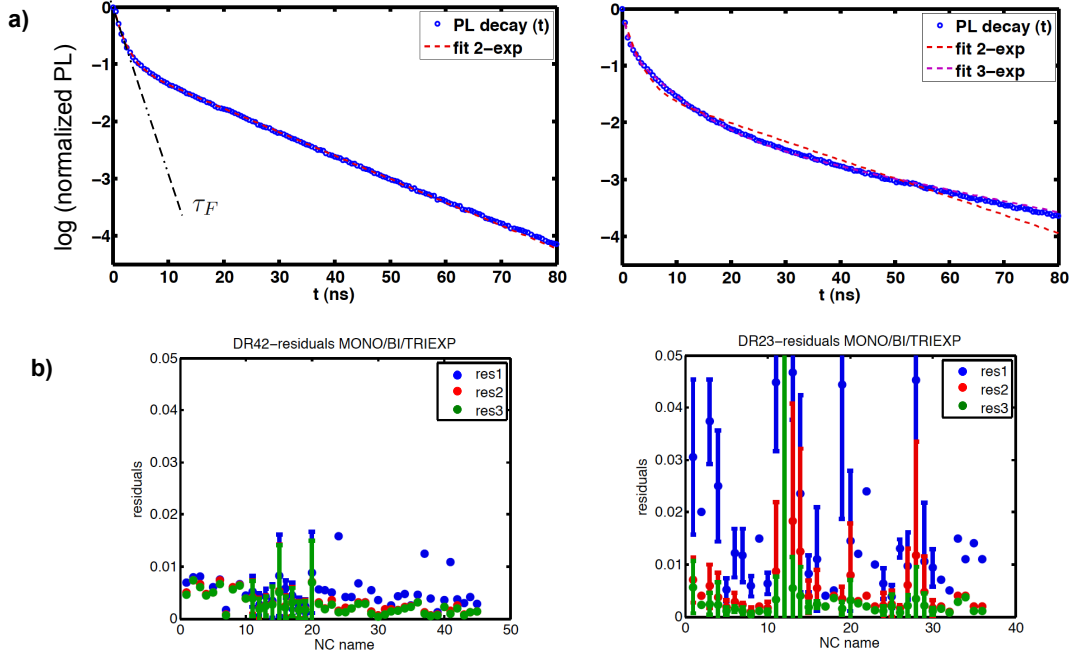 a)
log (normalized PL)
0
−1
−2
−3
−4
PL decay (t)
fit 2−exp
τF
0 10 20 30 40 50 60 70 80
t (ns)
0
−1
−2
−3
−4
PL decay (t)
fit 2−exp
fit 3−exp
0 10 20 30 40 50 60 70 80
t (ns)
b)
DR42−residuals MONO/BI/TRIEXP
residuals
0.05
0.04
0.03
0.02
0.01
0
res1
res2
res3
0 10 20 30 40 50
NC name
DR23−residuals MONO/BI/TRIEXP
residuals
0.05
0.04
0.03
0.02
0.01
0
res1
res2
res3
0 10 20 30 40
NC name